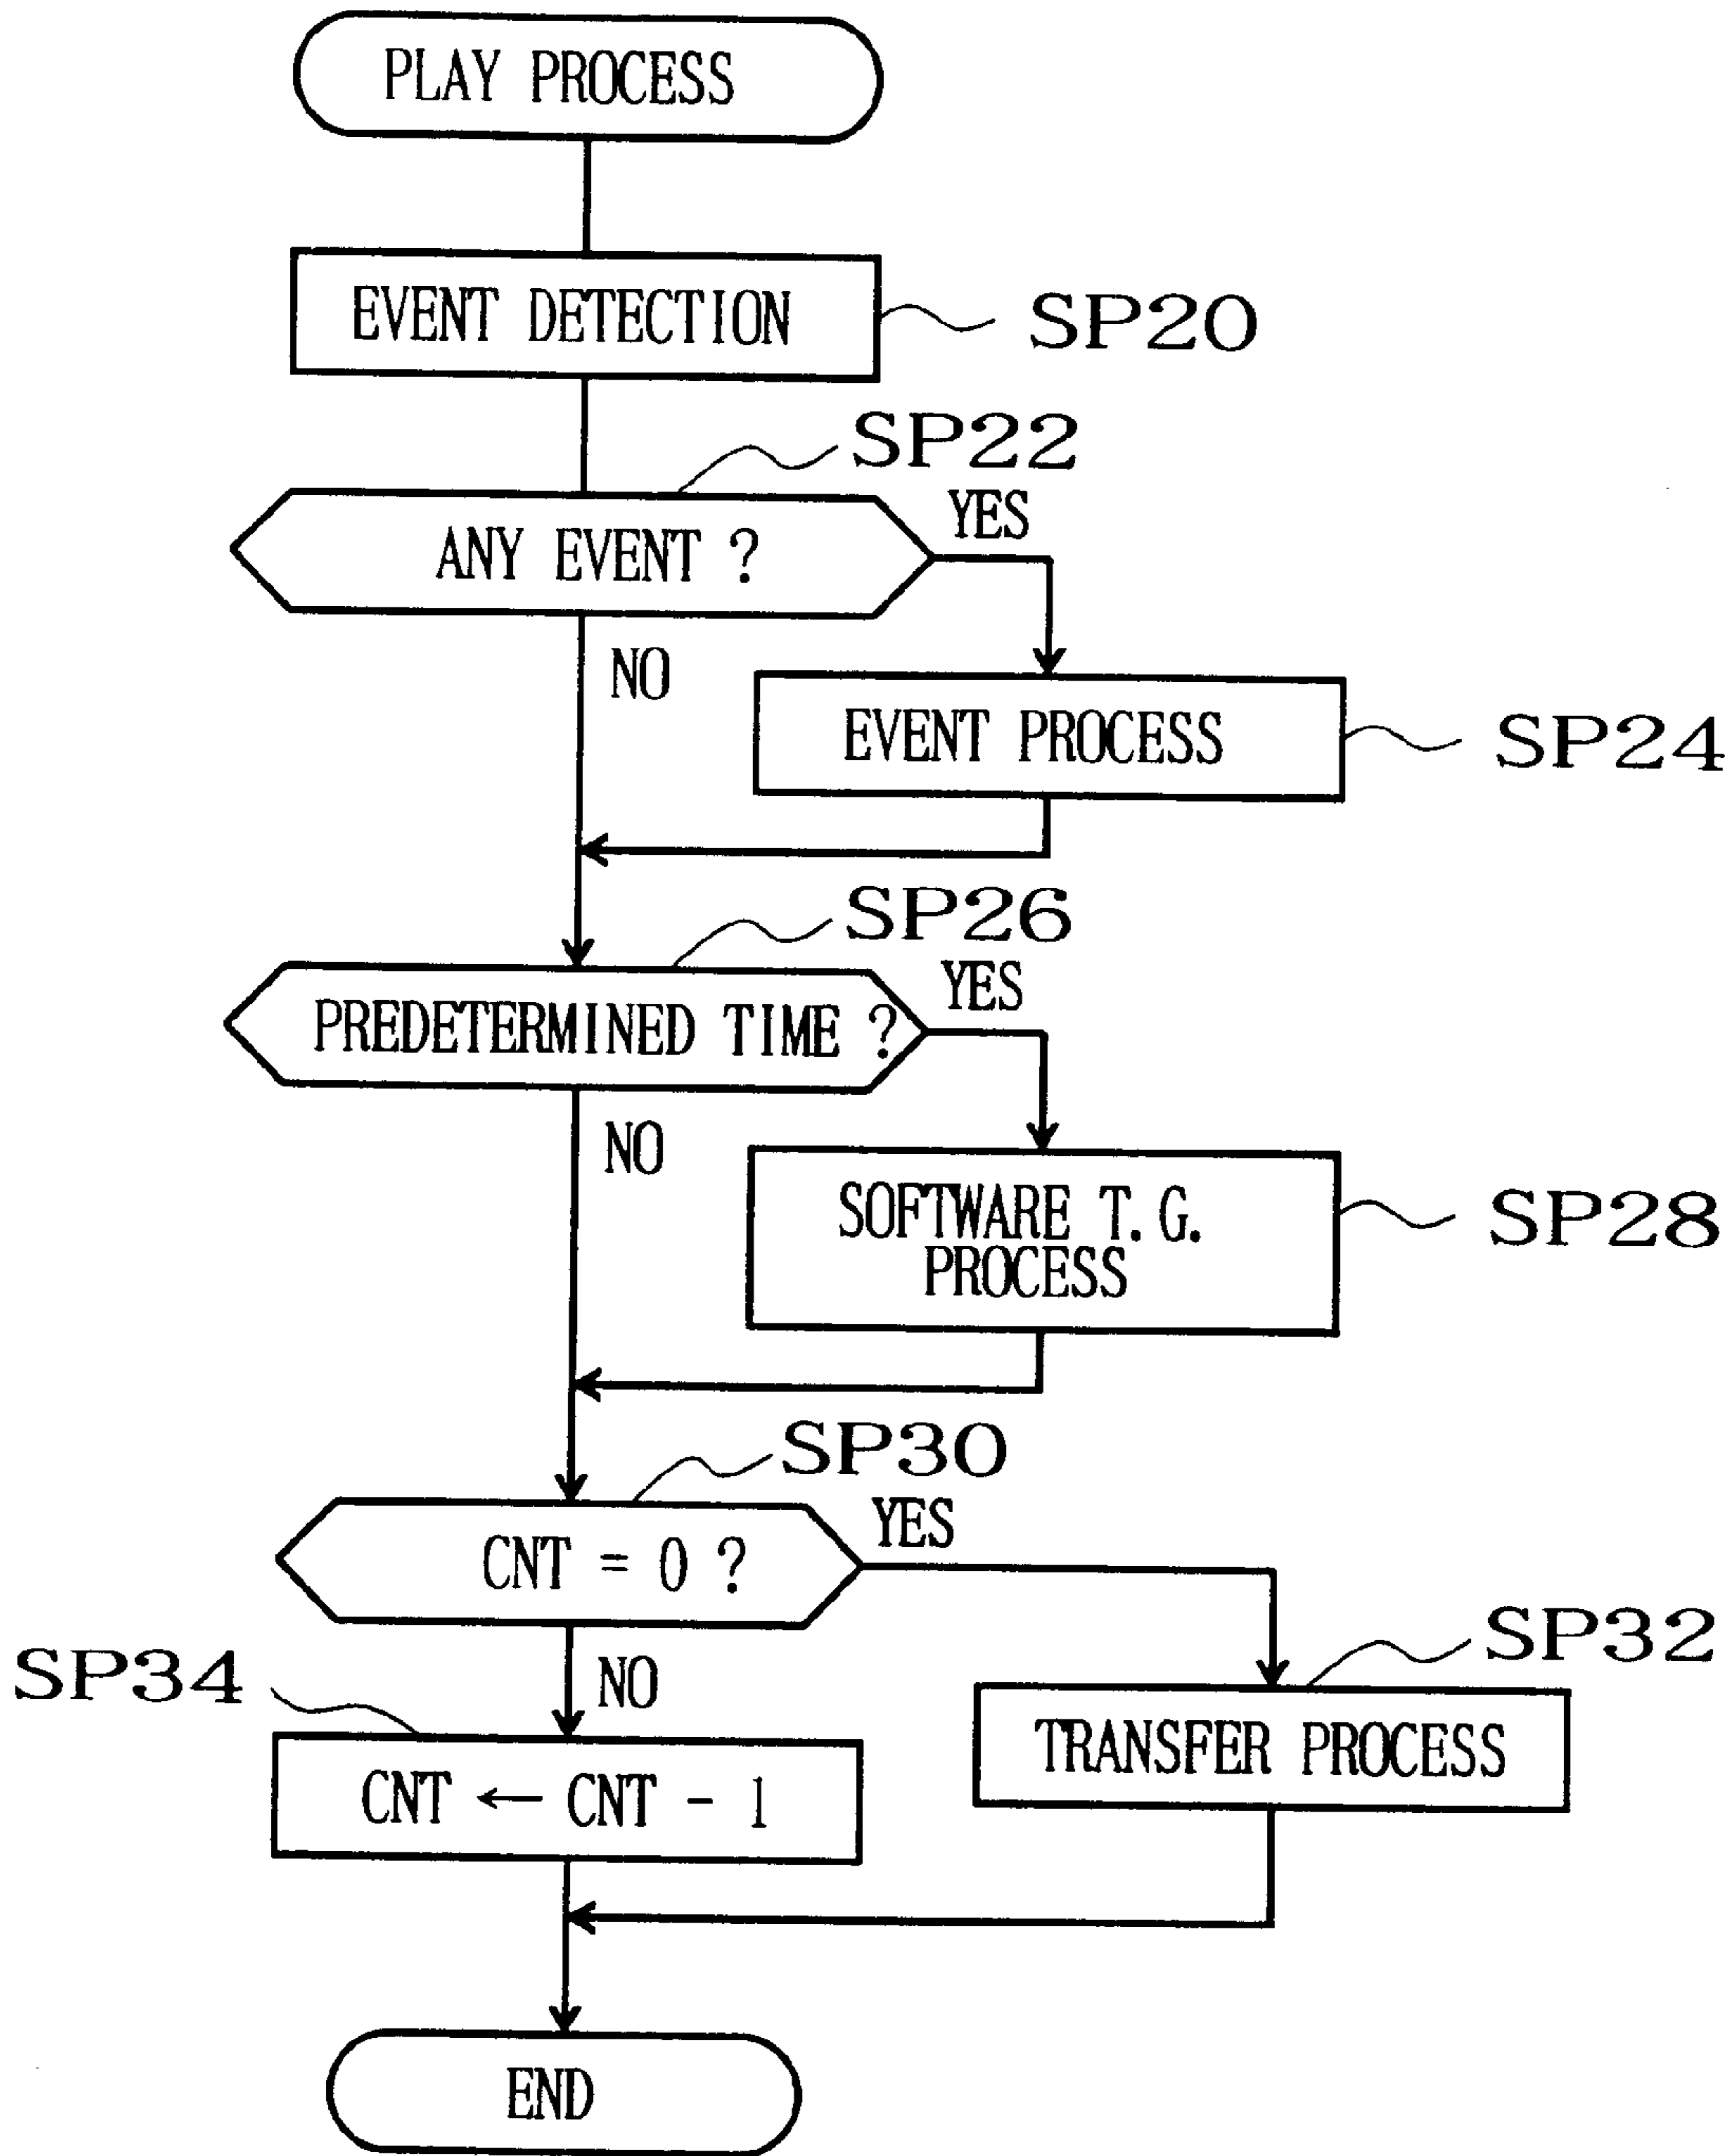 PLAY PROCESS
EVENT DETECTION
SP20
SP22
ANY EVENT ?
YES
NO
EVENT PROCESS
SP24
SP26
PREDETERMINED TIME ?
YES
NO
SOFTWARE T. G.
PROCESS
SP28
SP30
CNT = 0 ?
YES
NO
SP32
SP34
TRANSFER PROCESS
CNT ← CNT - 1
END